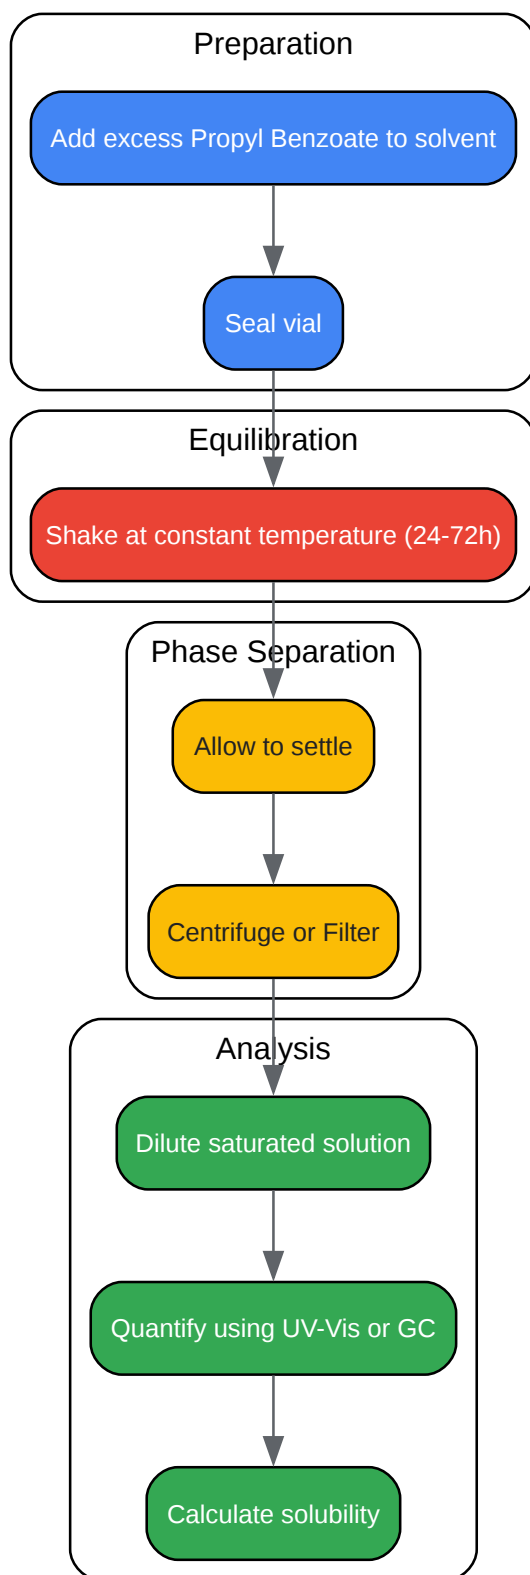 Preparation
Add excess Propyl Benzoate to solvent
Seal vial
Equilibration
Shake at constant temperature (24-72h)
Phase Separation
Allow to settle
Centrifuge or Filter
Analysis
Dilute saturated solution
Quantify using UV-Vis or GC
Calculate solubility